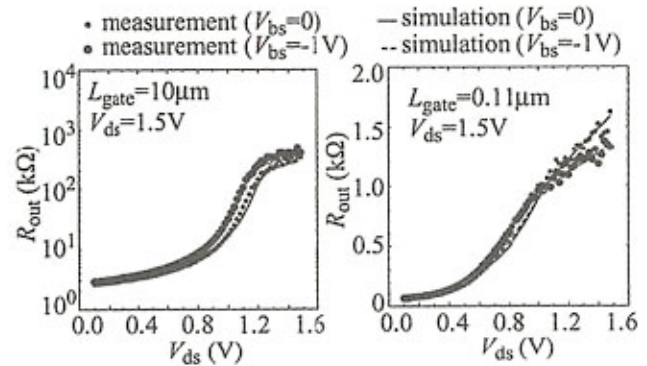 • measurement (Vbs=0)
● measurement (Vbs=-1V)
— simulation (Vbs=0)
-- simulation (Vbs=-1V)
Lgate=10μm
Vds=1.5V
Rout (kΩ)
10⁴
10³
10²
10¹
10⁰
0.0 0.4 0.8 1.2 1.6
Vds (V)
Lgate=0.11μm
Vds=1.5V
Rout (kΩ)
2.0
1.5
1.0
0.5
0
0.0 0.4 0.8 1.2 1.6
Vds (V)